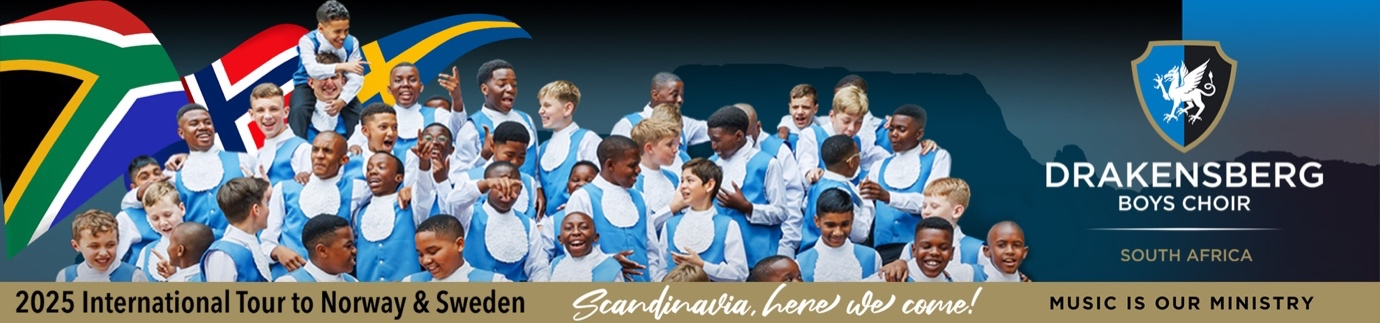 DRAKENSBERG
BOYS CHOIR
SOUTH AFRICA
2025 International Tour to Norway & Sweden
Scandinavia, here we come!
MUSIC IS OUR MINISTRY